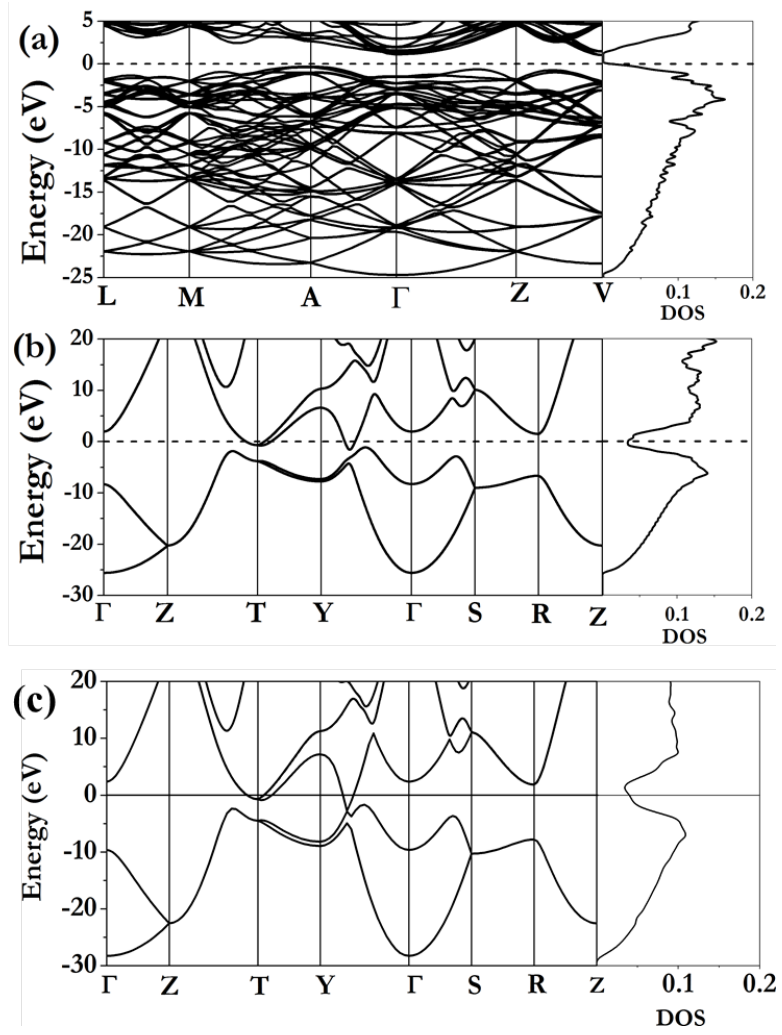 (a)
Energy (eV)
5
0
-5
-10
-15
-20
-25
L M A Γ Z V
0.1 0.2
DOS
(b)
Energy (eV)
20
10
0
-10
-20
-30
Γ Z T Y Γ S R Z
0.1 0.2
DOS
(c)
Energy (eV)
20
10
0
-10
-20
-30
Γ Z T Y Γ S R Z
0.1 0.2
DOS